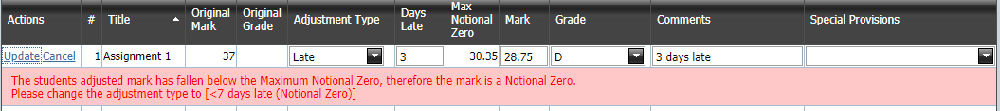 Actions # Title Original Mark Original Grade Adjustment Type Days Late Max Notional Zero Mark Grade Comments Special Provisions
Update Cancel 1 Assignment 1 37 Late 3 30.35 28.75 D 3 days late
The students adjusted mark has fallen below the Maximum Notional Zero, therefore the mark is a Notional Zero.
Please change the adjustment type to [<7 days late (Notional Zero)]